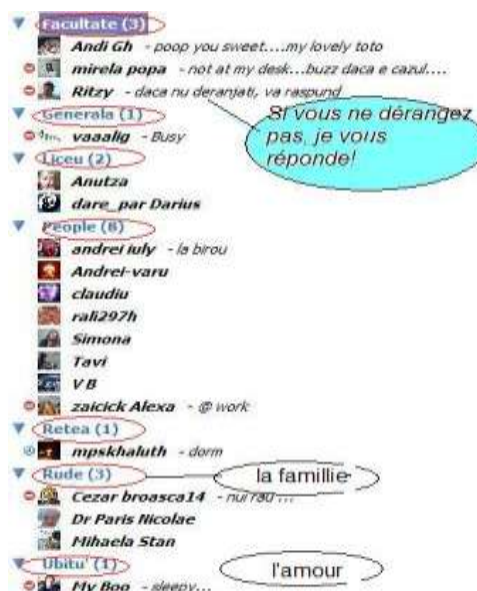 Facultate (3)
Andi Gh - poop you sweet....my lovely toto
mirela popa - not at my desk...buzz daca e cazul....
Ritzy - daca nu deranjati, va raspund
Si vous ne dérangez
pas, je vous
réponde!
Generala (1)
vaaalig - Busy
Liceu (2)
Anutza
dare_par Darius
People (8)
andrei iuly - la birou
Andrei-varu
claudiu
rali297h
Simona
Tavi
V B
zaicick Alexa - @ work
Retea (1)
mpskhaluth - dorm
Rude (3)
la famillie
Cezar broasca14 - nui rau ...
Dr Paris Nicolae
Mihaela Stan
Ubitu' (1)
l'amour
My Boo - sleepy...